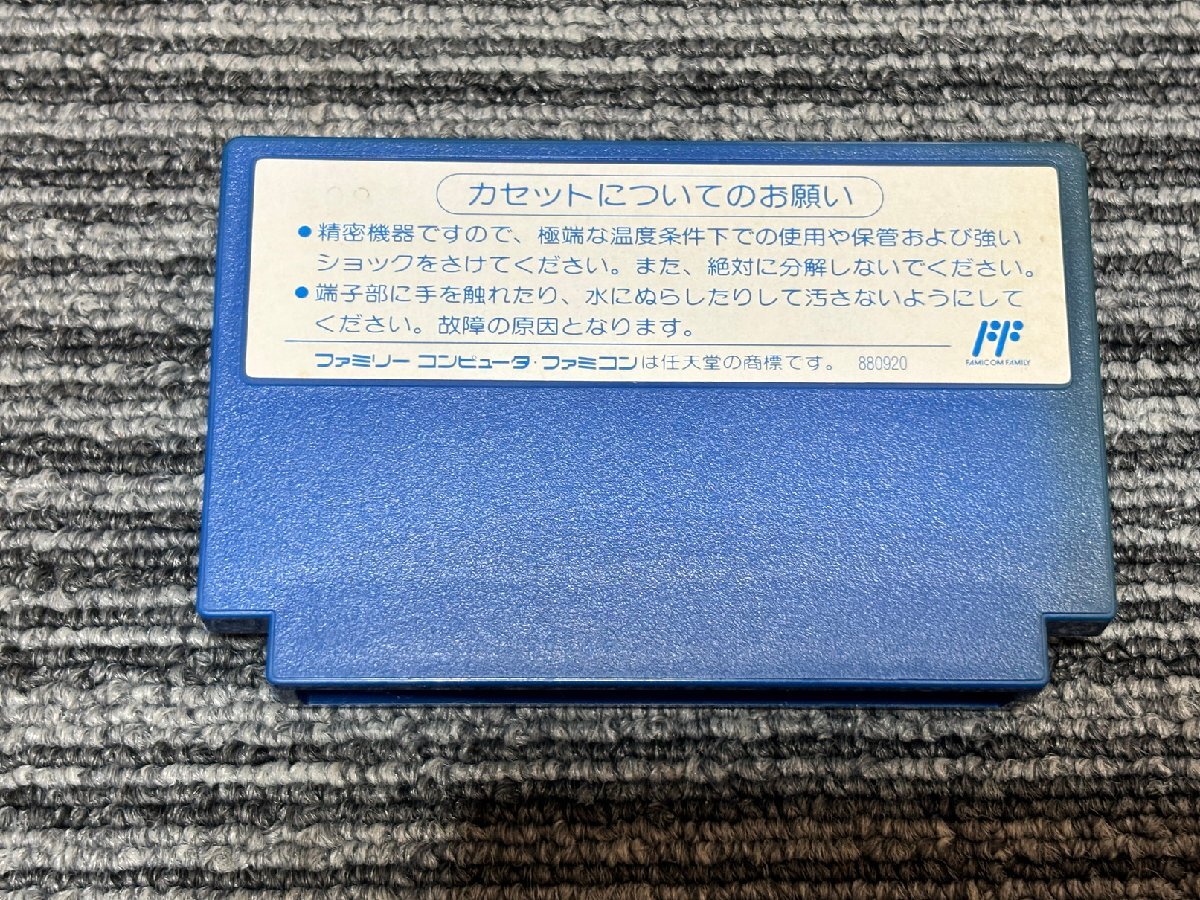 カセットについてのお願い
●精密機器ですので、極端な温度条件下での使用や保管および強い
ショックをさけてください。また、絶対に分解しないでください。
●端子部に手を触れたり、水にぬらしたりして汚さないようにして
ください。故障の原因となります。
ファミリー コンピュータ・ファミコンは任天堂の商標です。 880920
FAMICOM FAMILY